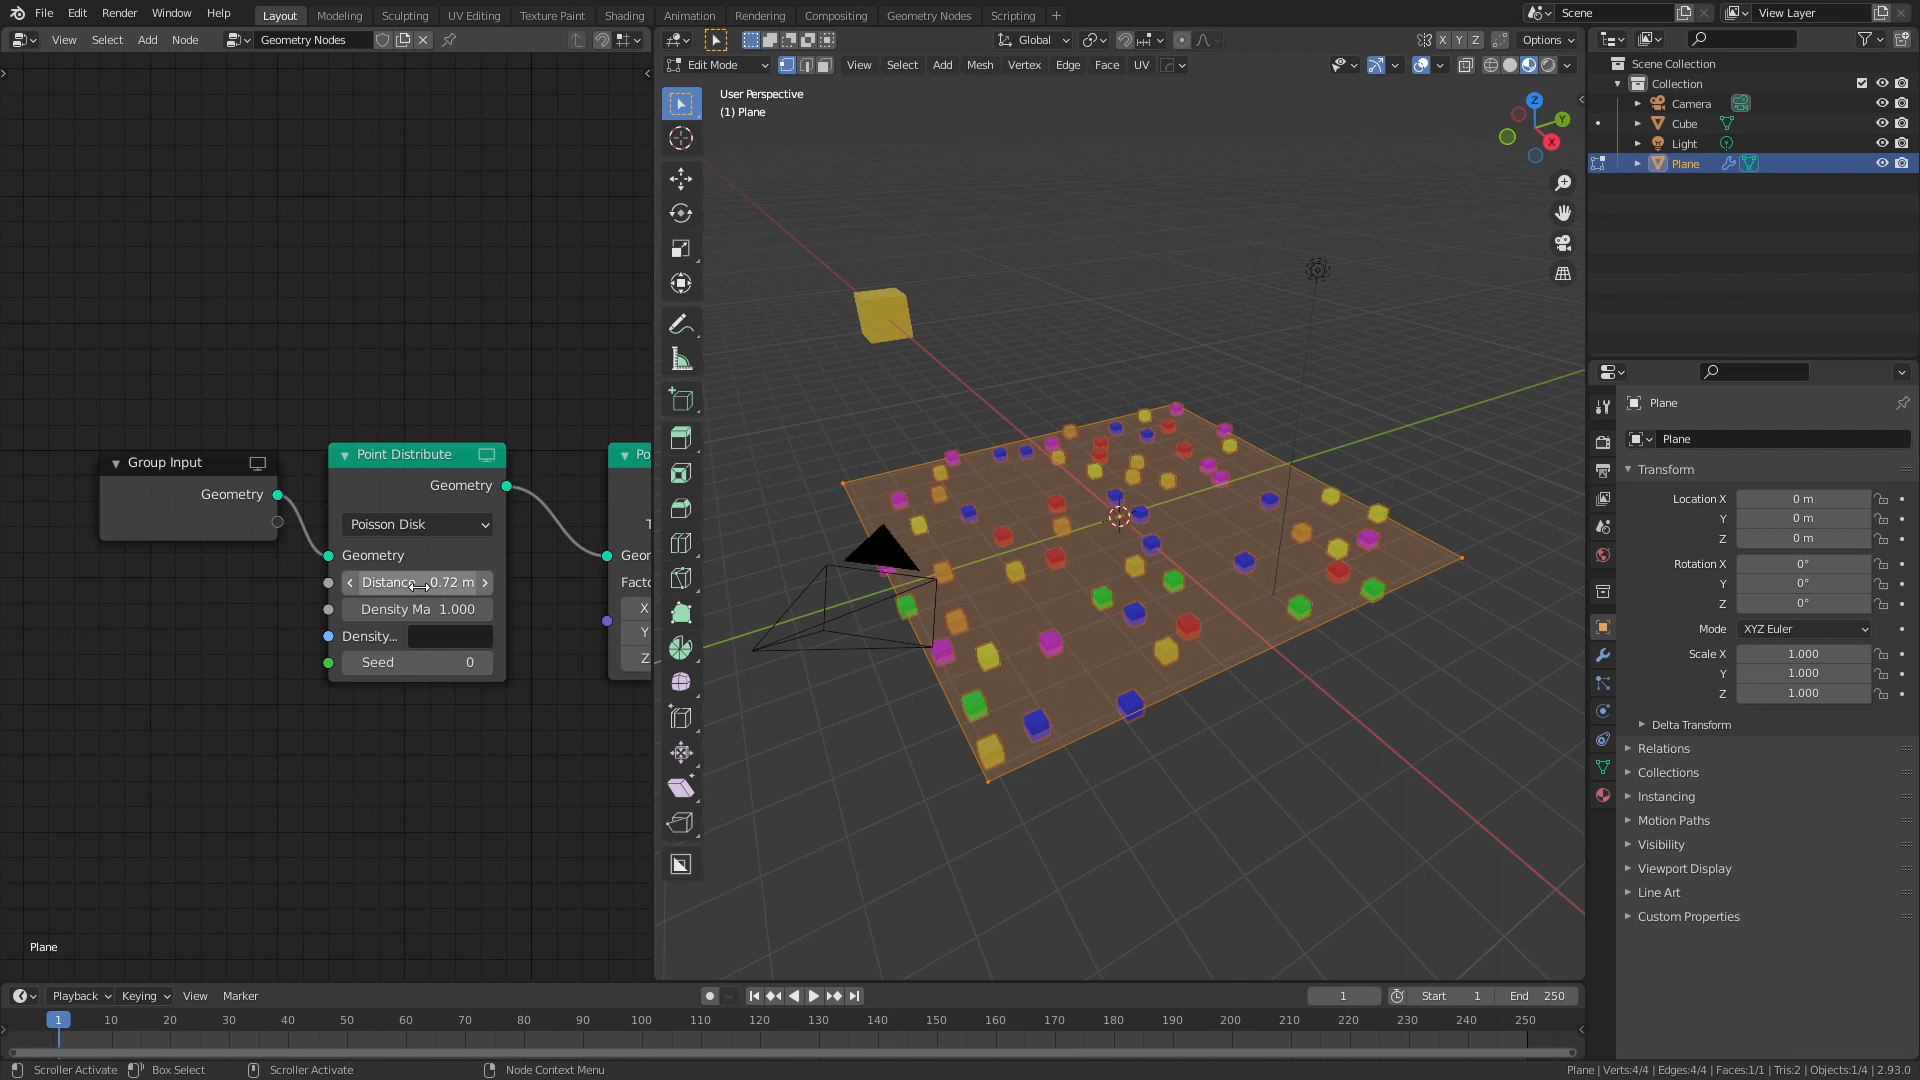 File Edit Render Window Help Layout Modeling Sculpting UV Editing Texture Paint Shading Animation Rendering Compositing Geometry Nodes Scripting + Scene View Layer
View Select Add Node Geometry Nodes Global X Y Z Options
Edit Mode View Select Add Mesh Vertex Edge Face UV
User Perspective
(1) Plane
Z
Y
X
Scene Collection
Collection
Camera
Cube
Light
Plane
Group Input
Geometry
Point Distribute
Geometry
Poisson Disk
Geometry
Distance 0.72 m
Density Ma 1.000
Density...
Seed 0
Po
T
Geor
Facto
X
Y
Z
Plane
Plane
Plane
Transform
Location X 0 m
Y 0 m
Z 0 m
Rotation X 0°
Y 0°
Z 0°
Mode XYZ Euler
Scale X 1.000
Y 1.000
Z 1.000
Delta Transform
Relations
Collections
Instancing
Motion Paths
Visibility
Viewport Display
Line Art
Custom Properties
Playback Keying View Marker 1 Start 1 End 250
1 10 20 30 40 50 60 70 80 90 100 110 120 130 140 150 160 170 180 190 200 210 220 230 240 250
Scroller Activate Box Select Scroller Activate Node Context Menu Plane | Verts:4/4 | Edges:4/4 | Faces:1/1 | Tris:2 | Objects:1/4 | 2.93.0